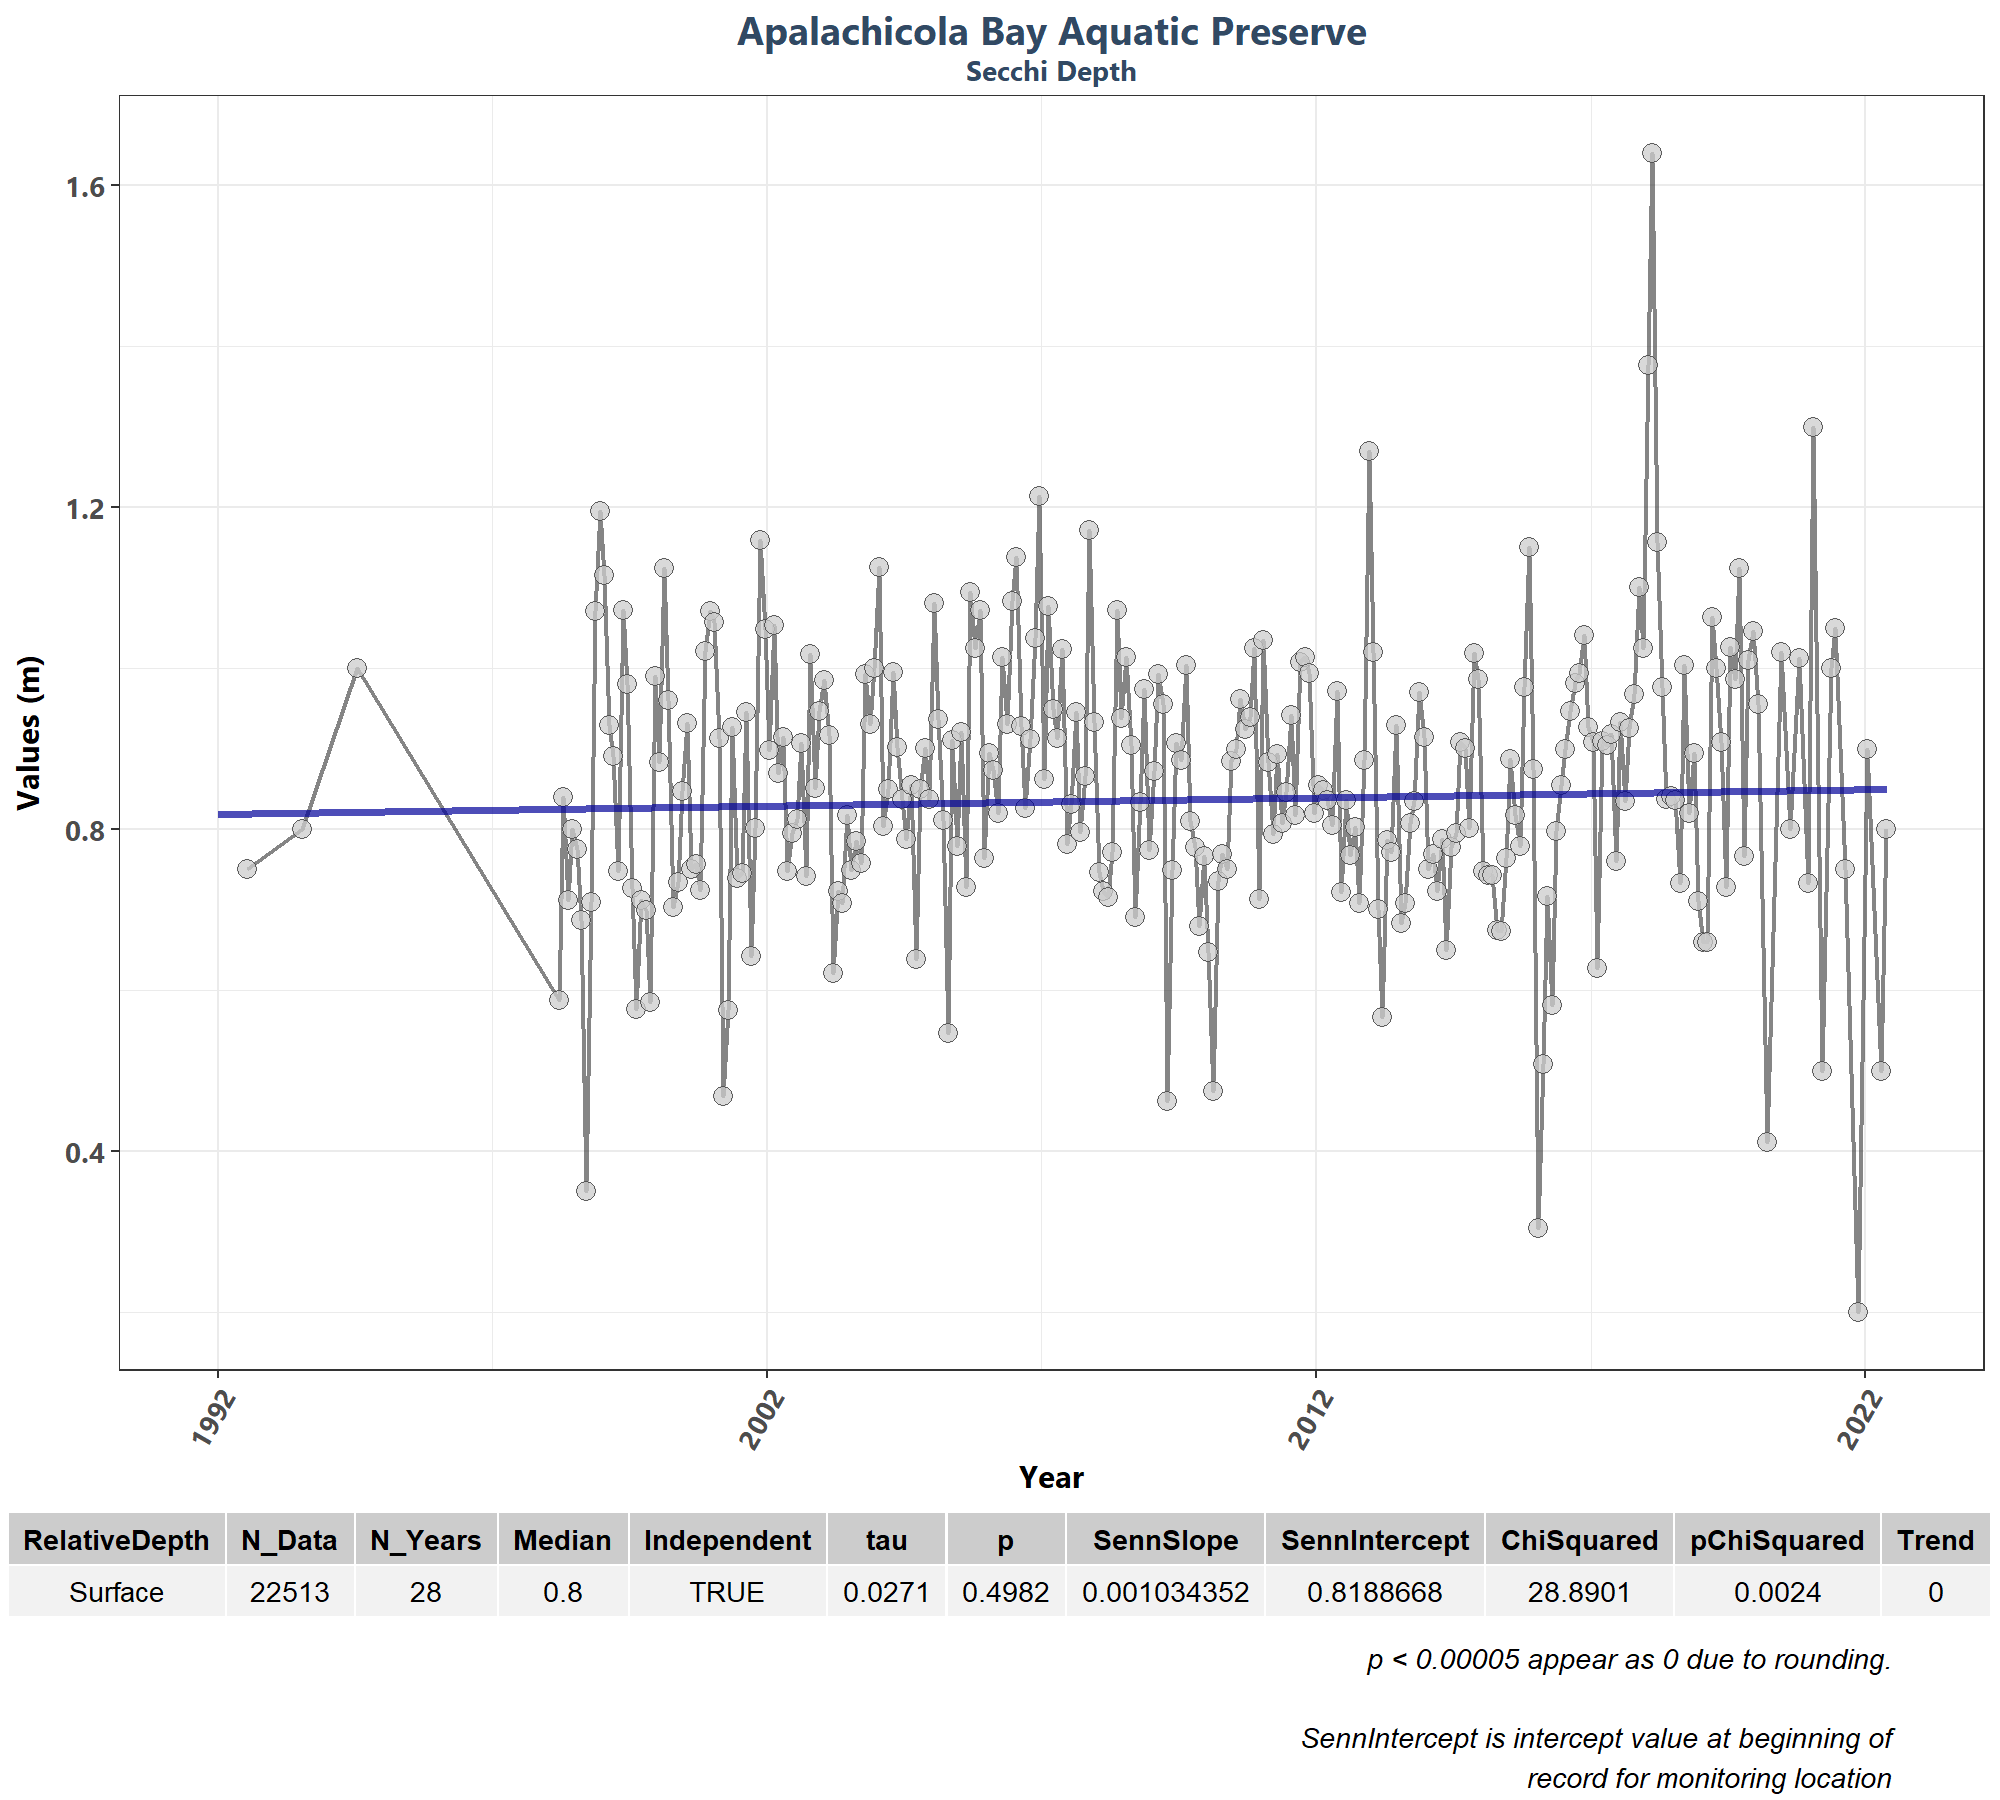 Apalachicola Bay Aquatic Preserve
Secchi Depth
Values (m)
1.6
1.2
0.8
0.4
1992 2002 2012 2022
Year
RelativeDepth N_Data N_Years Median Independent tau p SennSlope SennIntercept ChiSquared pChiSquared Trend
Surface 22513 28 0.8 TRUE 0.0271 0.4982 0.001034352 0.8188668 28.8901 0.0024 0
p < 0.00005 appear as 0 due to rounding.
SennIntercept is intercept value at beginning of
record for monitoring location